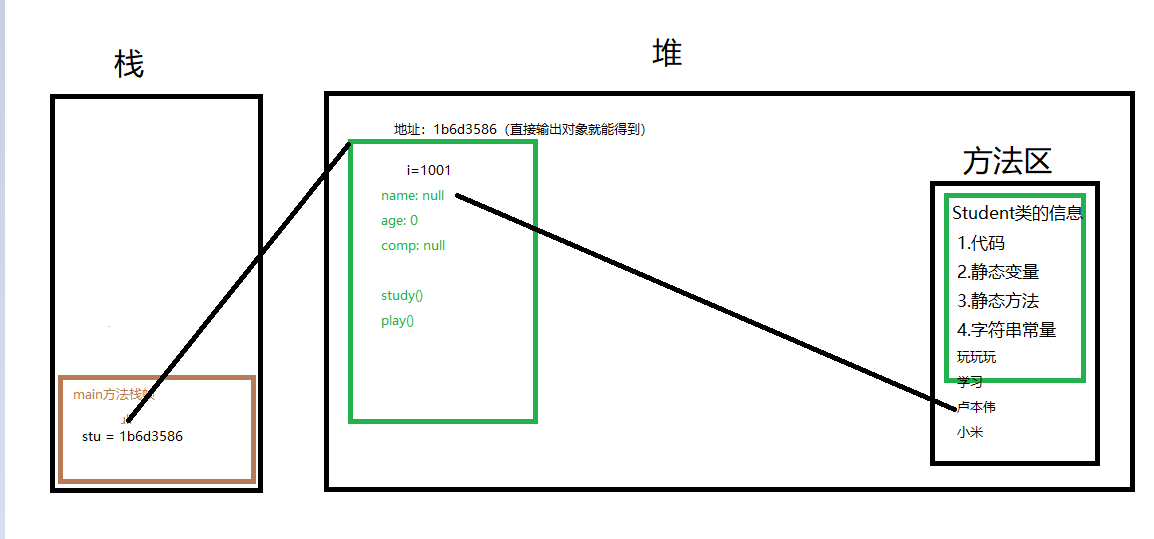 栈
堆
地址：1b6d3586（直接输出对象就能得到）
i=1001
name: null
age: 0
comp: null
study()
play()
方法区
Student类的信息
1.代码
2.静态变量
3.静态方法
4.字符串常量
玩玩玩
学习
卢本伟
小米
main方法栈帧
stu = 1b6d3586